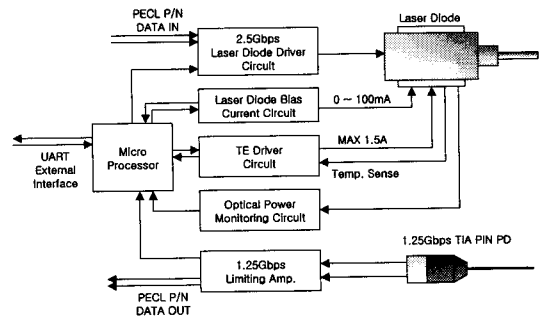 PECL P/N
DATA IN
Laser Diode
2.5Gbps
Laser Diode Driver
Circuit
Laser Diode Bias
Current Circuit
0 ~ 100mA
UART
External
Interface
Micro
Processor
TE Driver
Circuit
MAX 1.5A
Temp. Sense
Optical Power
Monitoring Circuit
1.25Gbps TIA PIN PD
1.25Gbps
Limiting Amp.
PECL P/N
DATA OUT